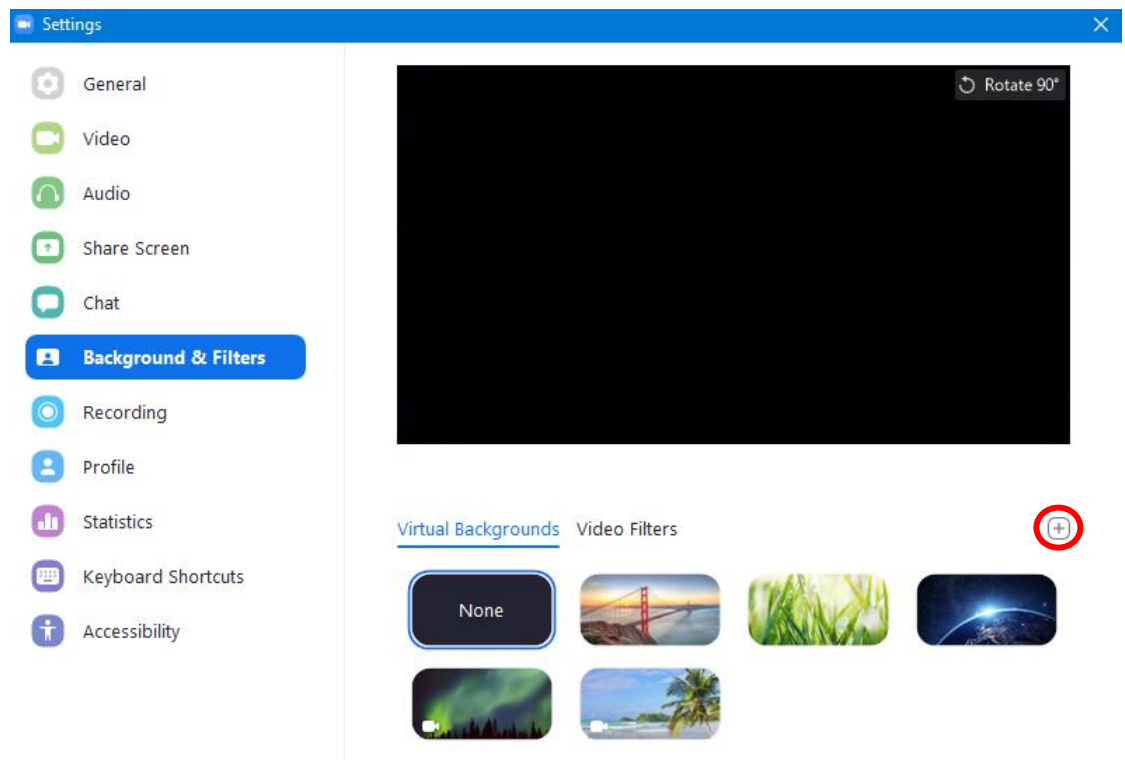 Settings
General
Video
Audio
Share Screen
Chat
Background & Filters
Recording
Profile
Statistics
Keyboard Shortcuts
Accessibility
Rotate 90°
Virtual Backgrounds Video Filters
None